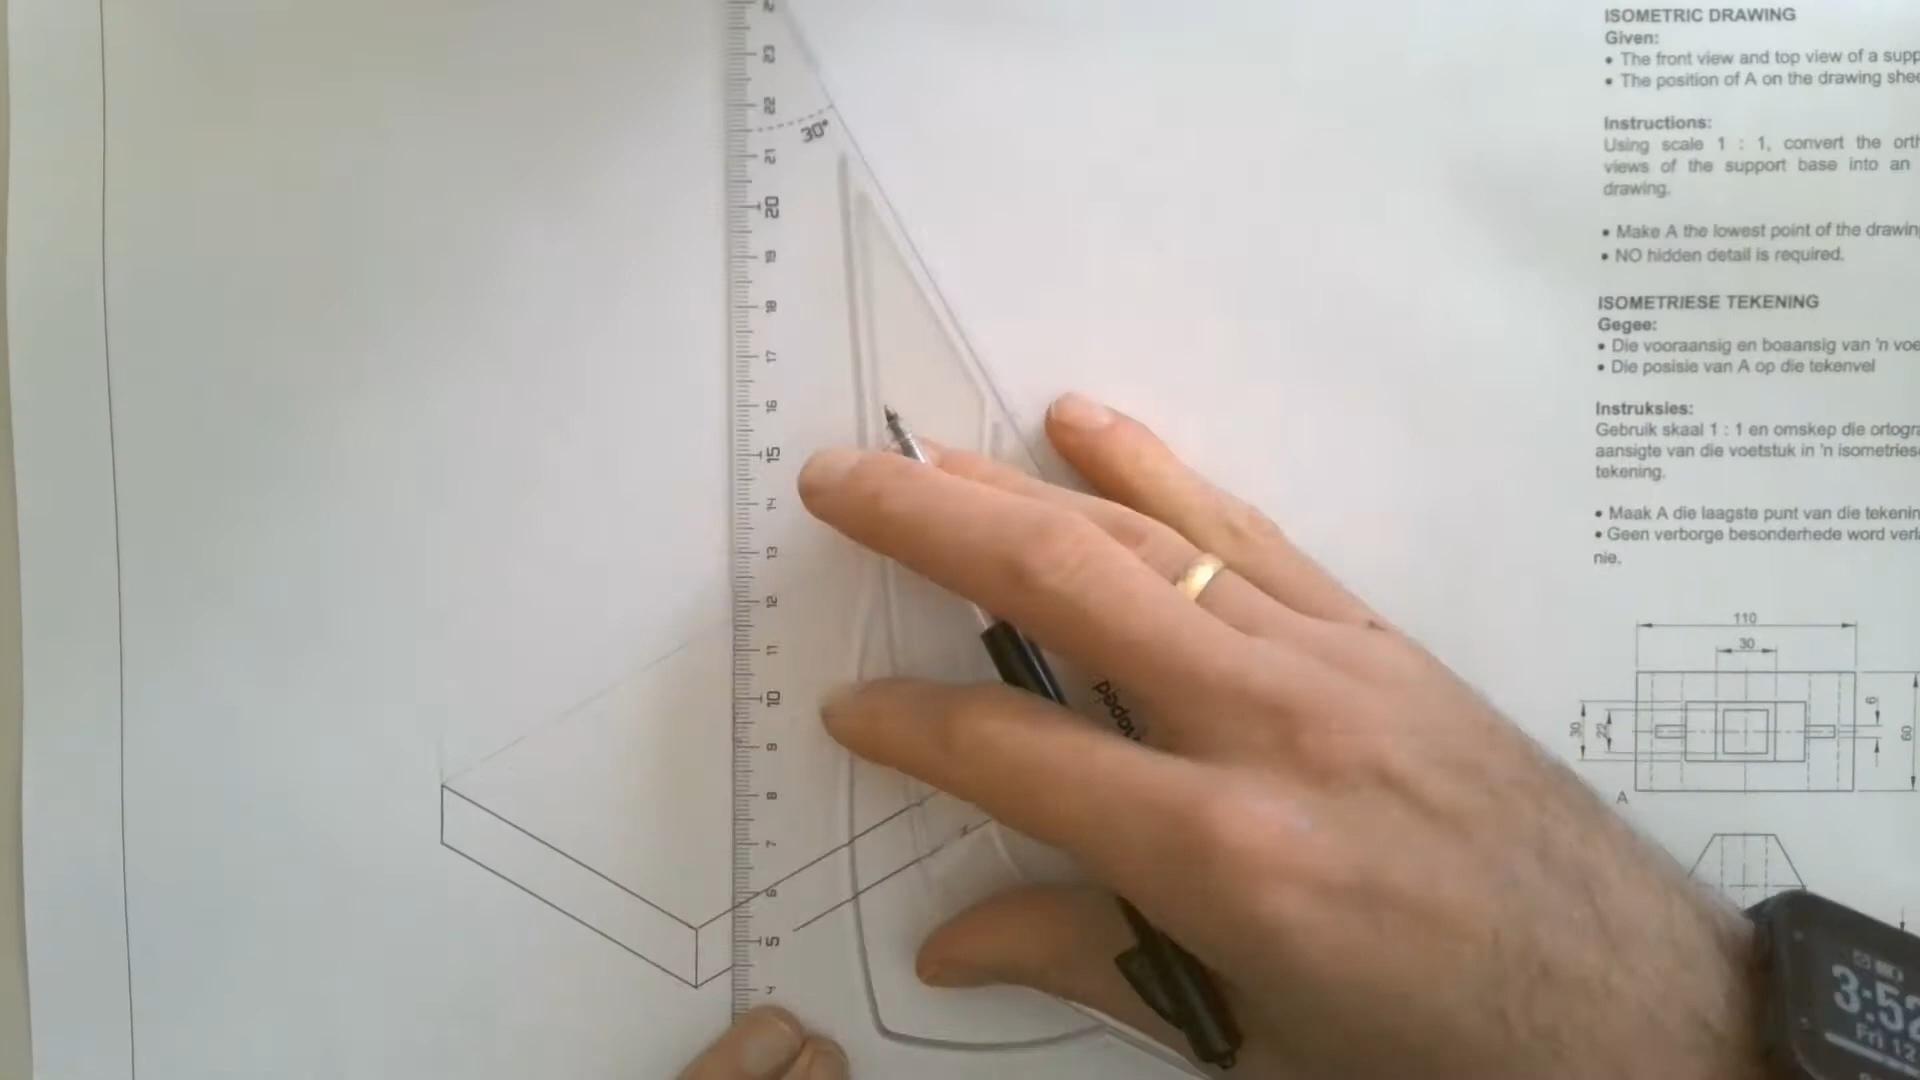 ISOMETRIC DRAWING
Given:
• The front view and top view of a supp
• The position of A on the drawing shee
Instructions:
Using scale 1 : 1, convert the orth
views of the support base into an
drawing.
• Make A the lowest point of the drawin
• NO hidden detail is required.
ISOMETRIESE TEKENING
Gegee:
• Die vooraansig en boaansig van 'n voe
• Die posisie van A op die tekenvel
Instruksies:
Gebruik skaal 1 : 1 en omskep die ortogra
aansigte van die voetstuk in 'n isometriese
tekening.
• Maak A die laagste punt van die tekenin
• Geen verborge besonderhede word verla
nie.
110
30
30
22
6
60
A
23
22
30°
21
20
19
18
17
16
15
14
13
12
11
10
9
8
7
6
5
4
3:52
Fri 12